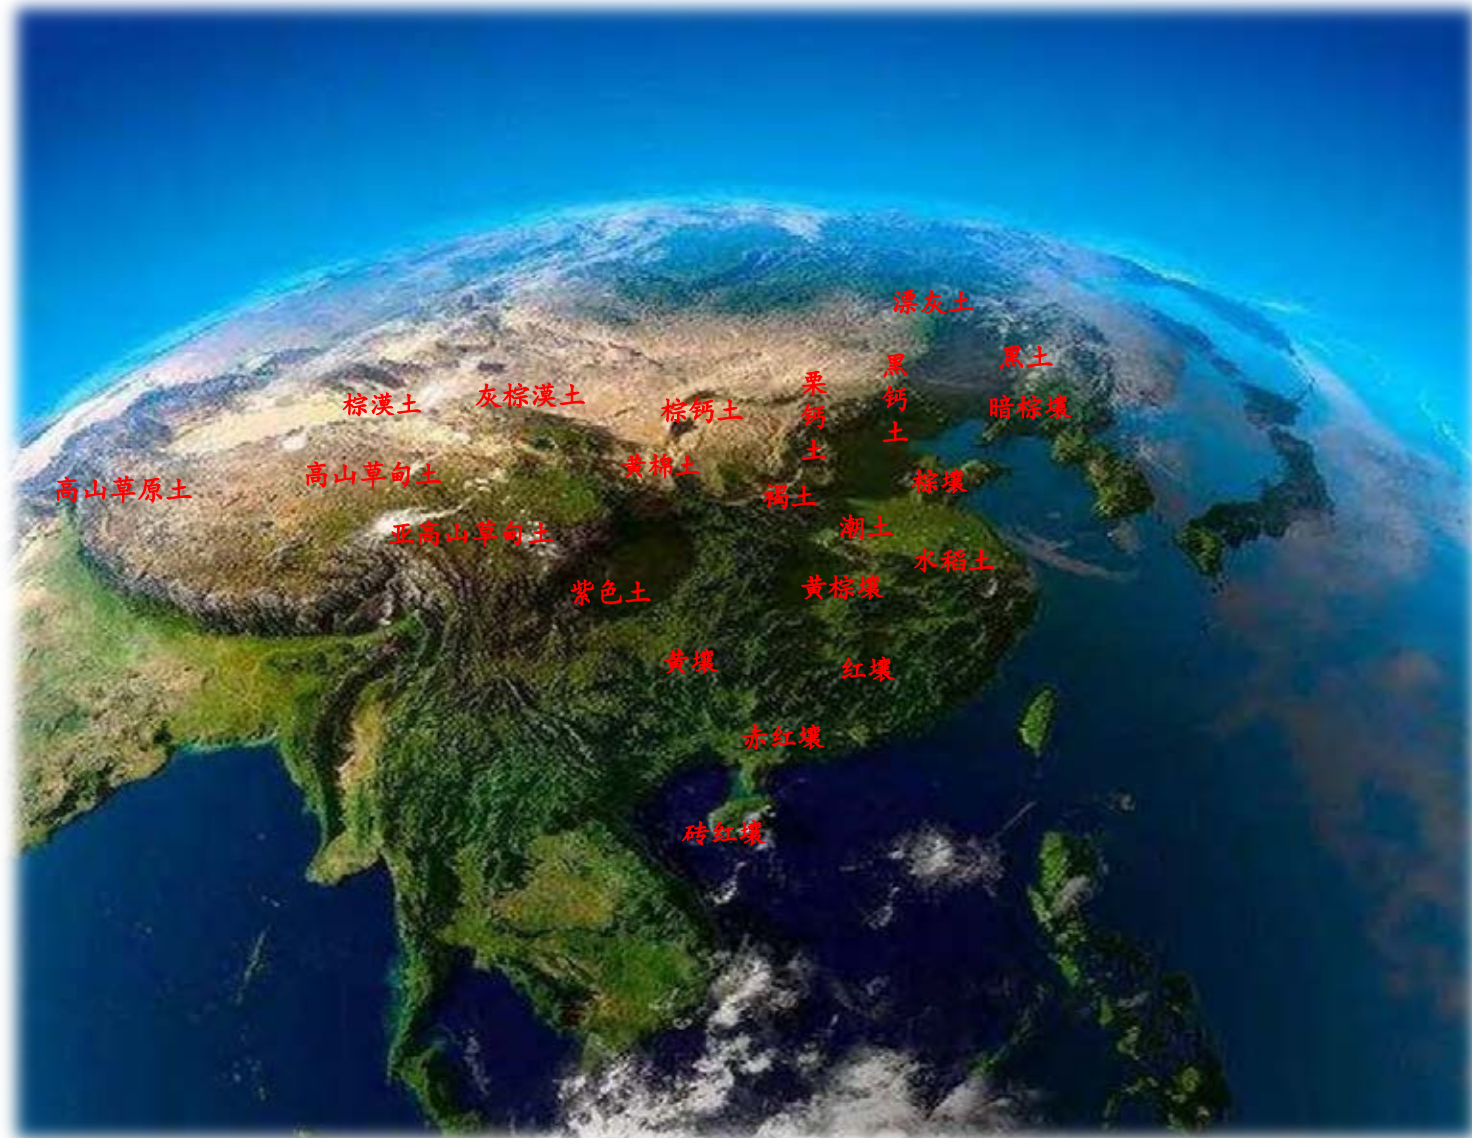 漂灰土
黑土
黑钙土
栗钙土
灰棕漠土
棕漠土
棕钙土
暗棕壤
黄棉土
高山草甸土
棕壤
高山草原土
褐土
潮土
亚高山草甸土
水稻土
黄棕壤
紫色土
黄壤
红壤
赤红壤
砖红壤